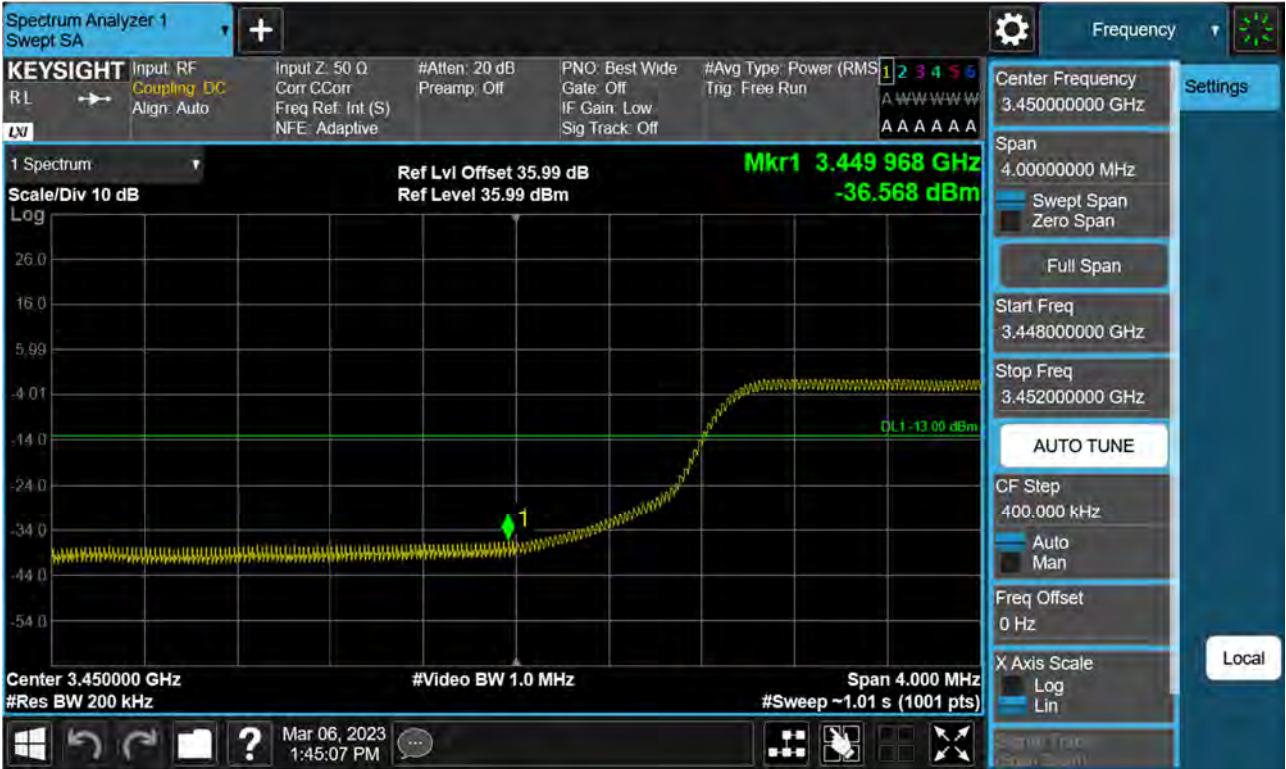 Spectrum Analyzer 1
Swept SA
+
Frequency
KEYSIGHT
RL
LXI
Input: RF
Coupling: DC
Align: Auto
Input Z: 50 Ω
Corr CCorr
Freq Ref: Int (S)
NFE: Adaptive
#Atten: 20 dB
Preamp: Off
PNO: Best Wide
Gate: Off
IF Gain: Low
Sig Track: Off
#Avg Type: Power (RMS
Trig: Free Run
1 2 3 4 5 6
A W W W W W
A A A A A A
1 Spectrum
Scale/Div 10 dB
Log
Ref Lvl Offset 35.99 dB
Ref Level 35.99 dBm
Mkr1 3.449 968 GHz
-36.568 dBm
26.0
16.0
5.99
-4.01
-14.0
-24.0
-34.0
-44.0
-54.0
DL1 -13.00 dBm
1
Center 3.450000 GHz
#Res BW 200 kHz
#Video BW 1.0 MHz
Span 4.000 MHz
#Sweep ~1.01 s (1001 pts)
Center Frequency
3.450000000 GHz
Span
4.00000000 MHz
Swept Span
Zero Span
Full Span
Start Freq
3.448000000 GHz
Stop Freq
3.452000000 GHz
AUTO TUNE
CF Step
400.000 kHz
Auto
Man
Freq Offset
0 Hz
X Axis Scale
Log
Lin
Settings
Local
?
Mar 06, 2023
1:45:07 PM